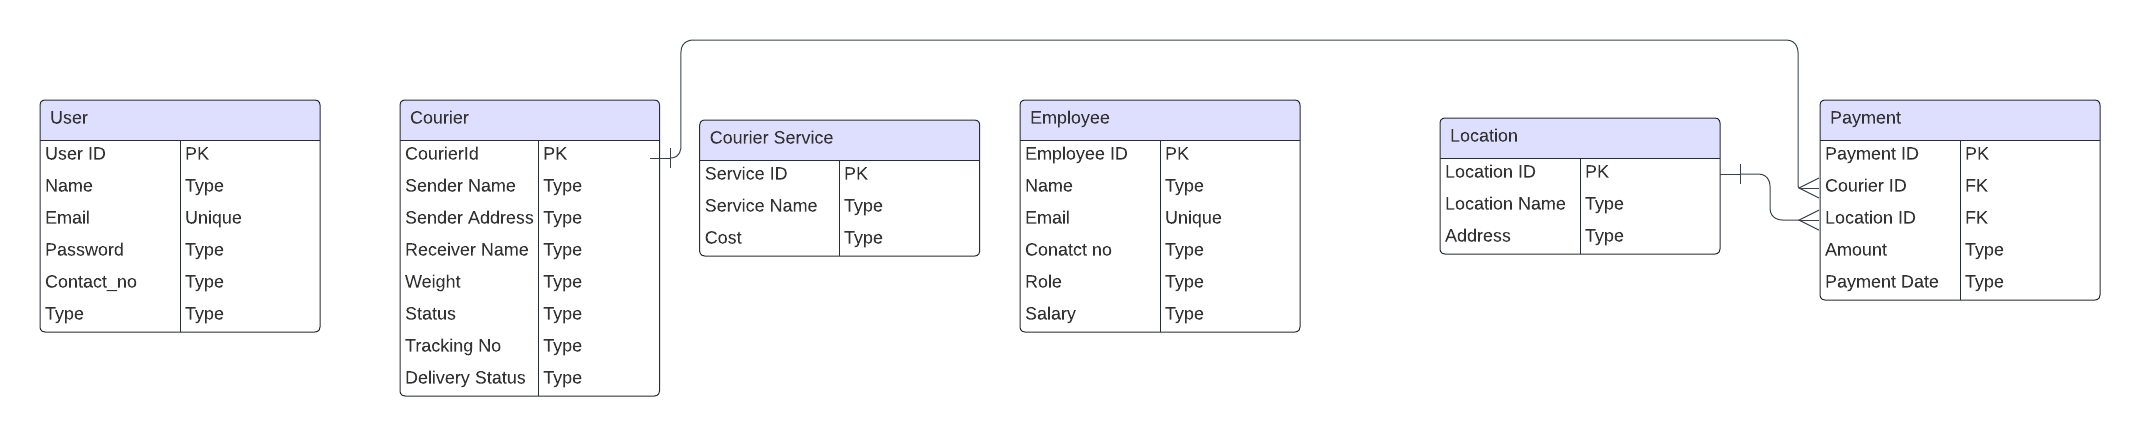 User
User ID PK
Name Type
Email Unique
Password Type
Contact_no Type
Type Type
Courier
CourierId PK
Sender Name Type
Sender Address Type
Receiver Name Type
Weight Type
Status Type
Tracking No Type
Delivery Status Type
Courier Service
Service ID PK
Service Name Type
Cost Type
Employee
Employee ID PK
Name Type
Email Unique
Conatct no Type
Role Type
Salary Type
Location
Location ID PK
Location Name Type
Address Type
Payment
Payment ID PK
Courier ID FK
Location ID FK
Amount Type
Payment Date Type